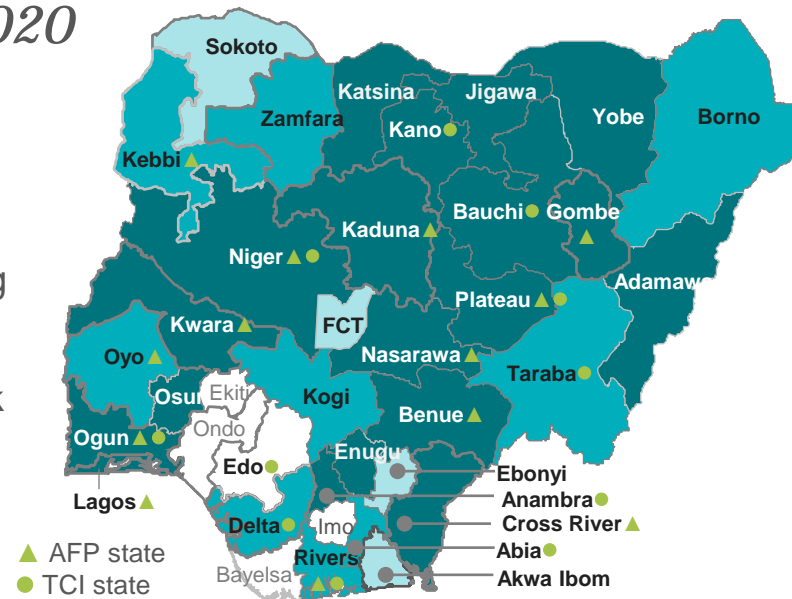 020
Sokoto
Katsina
Jigawa
Zamfara
Yobe
Borno
Kano
Kebbi
Bauchi
Gombe
Kaduna
Niger
g
Adamaw
Plateau
Kwara
FCT
Nasarawa
Oyo
Taraba
Osun
Ekiti
Kogi
k
Benue
Ondo
Ogun
Enugu
Edo
Ebonyi
Lagos
Anambra
Delta
Imo
Cross River
AFP state
Rivers
Abia
Bayelsa
TCI state
Akwa Ibom